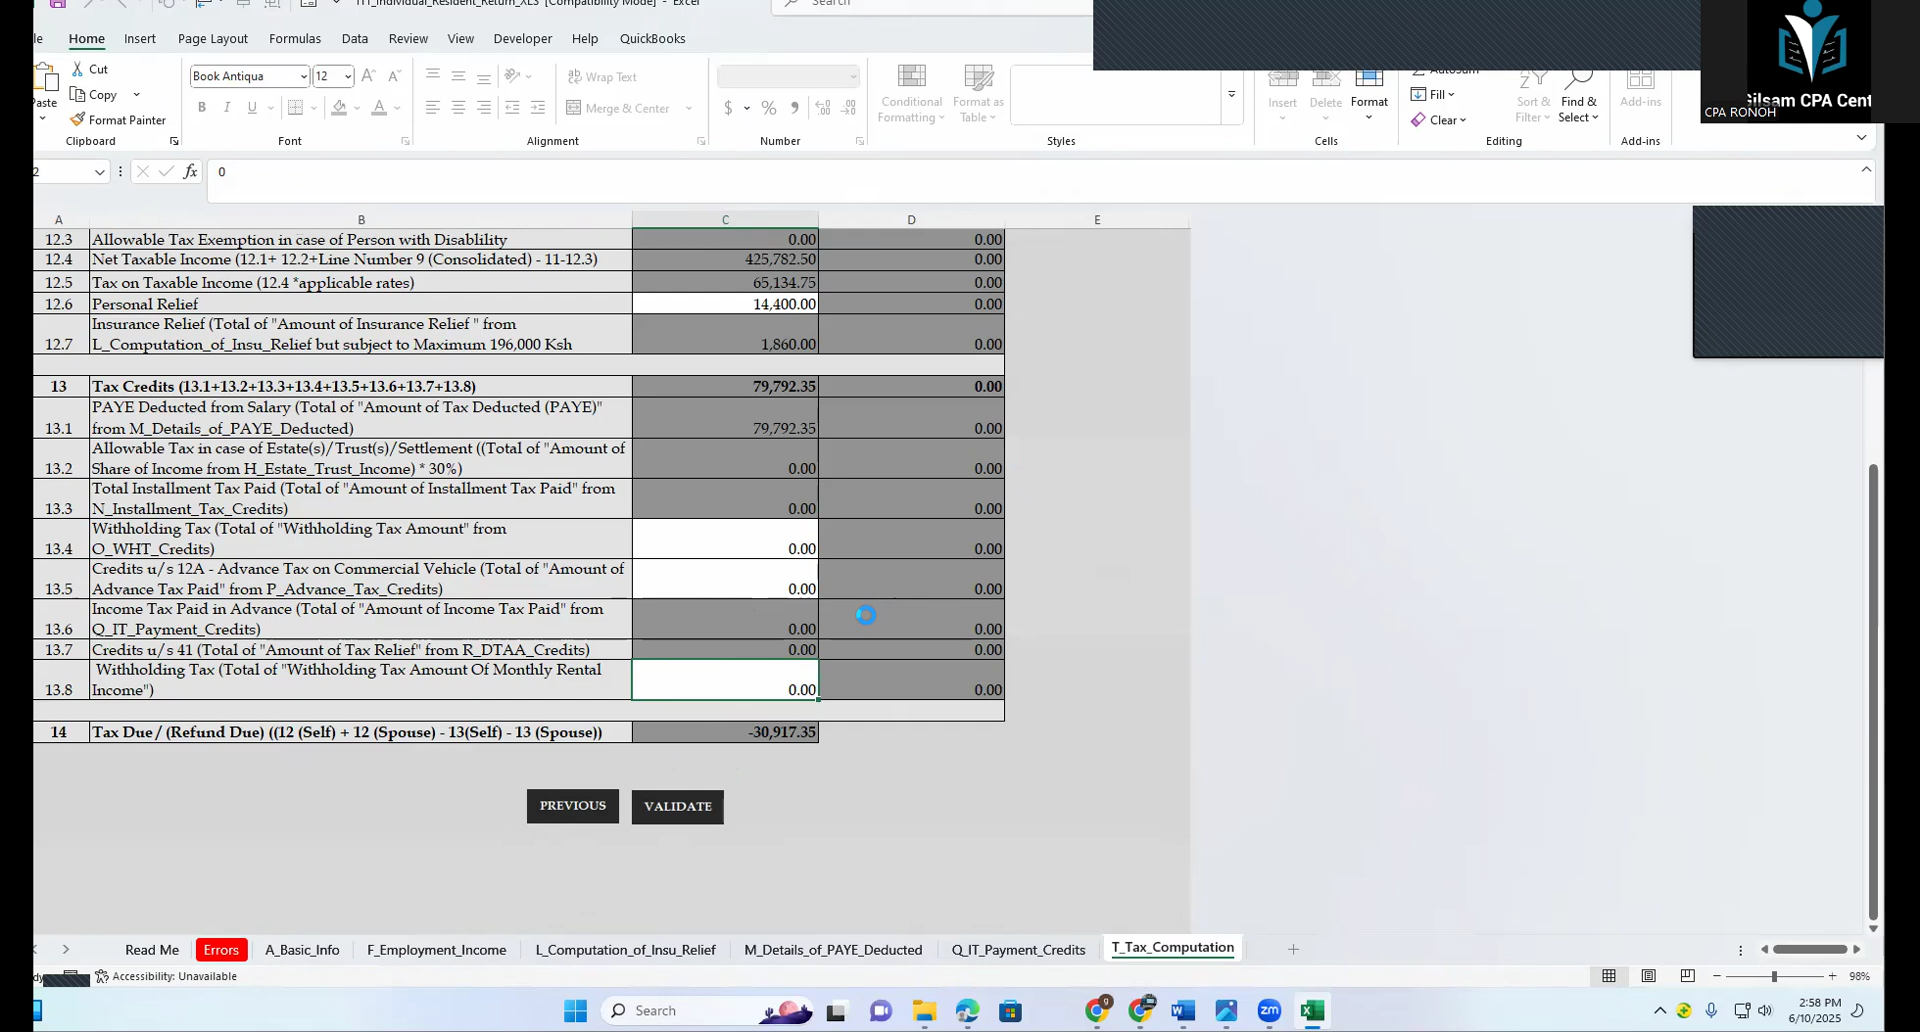 ITI_Individual_Resident_Return_XLS [Compatibility Mode] - Excel
Search
Home Insert Page Layout Formulas Data Review View Developer Help QuickBooks
Gilsam CPA Cent
CPA RONOH
Paste
Cut
Copy
Format Painter
Clipboard
Book Antiqua 12
Font
Wrap Text
Merge & Center
Alignment
Number
Conditional
Formatting
Format as
Table
Styles
Insert Delete Format
Cells
AutoSum
Fill
Clear
Sort &
Filter
Find &
Select
Editing
Add-ins
Add-ins
2 fx 0
A B C D E
12.3 Allowable Tax Exemption in case of Person with Disablility 0.00 0.00
12.4 Net Taxable Income (12.1+ 12.2+Line Number 9 (Consolidated) - 11-12.3) 425,782.50 0.00
12.5 Tax on Taxable Income (12.4 *applicable rates) 65,134.75 0.00
12.6 Personal Relief 14,400.00 0.00
Insurance Relief (Total of "Amount of Insurance Relief " from
12.7 L_Computation_of_Insu_Relief but subject to Maximum 196,000 Ksh 1,860.00 0.00
13 Tax Credits (13.1+13.2+13.3+13.4+13.5+13.6+13.7+13.8) 79,792.35 0.00
PAYE Deducted from Salary (Total of "Amount of Tax Deducted (PAYE)"
13.1 from M_Details_of_PAYE_Deducted) 79,792.35 0.00
Allowable Tax in case of Estate(s)/Trust(s)/Settlement ((Total of "Amount of
13.2 Share of Income from H_Estate_Trust_Income) * 30%) 0.00 0.00
Total Installment Tax Paid (Total of "Amount of Installment Tax Paid" from
13.3 N_Installment_Tax_Credits) 0.00 0.00
Withholding Tax (Total of "Withholding Tax Amount" from
13.4 O_WHT_Credits) 0.00 0.00
Credits u/s 12A - Advance Tax on Commercial Vehicle (Total of "Amount of
13.5 Advance Tax Paid" from P_Advance_Tax_Credits) 0.00 0.00
Income Tax Paid in Advance (Total of "Amount of Income Tax Paid" from
13.6 Q_IT_Payment_Credits) 0.00 0.00
13.7 Credits u/s 41 (Total of "Amount of Tax Relief" from R_DTAA_Credits) 0.00 0.00
Withholding Tax (Total of "Withholding Tax Amount Of Monthly Rental
13.8 Income") 0.00 0.00
14 Tax Due / (Refund Due) ((12 (Self) + 12 (Spouse) - 13(Self) - 13 (Spouse)) -30,917.35
PREVIOUS VALIDATE
Read Me Errors A_Basic_Info F_Employment_Income L_Computation_of_Insu_Relief M_Details_of_PAYE_Deducted Q_IT_Payment_Credits T_Tax_Computation
Accessibility: Unavailable 98%
Search
2:58 PM
6/10/2025